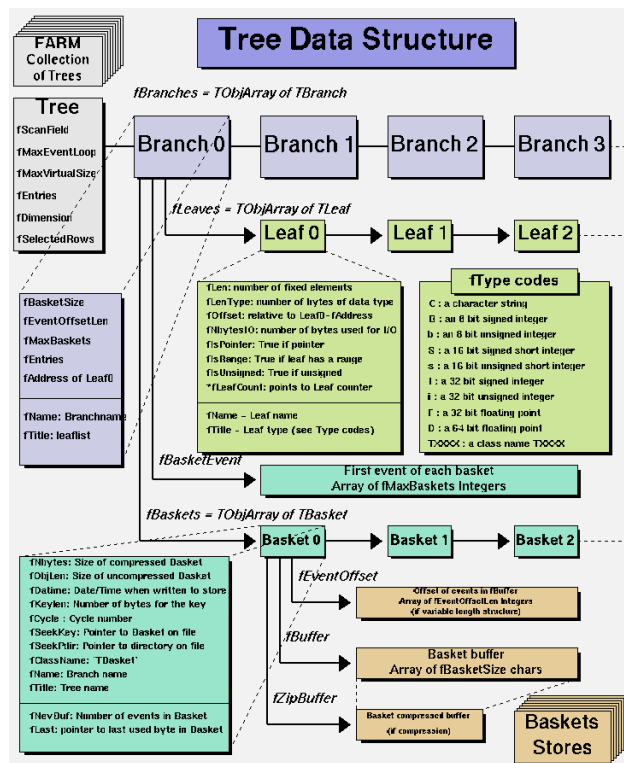 FARM
Collection
of Trees
Tree Data Structure
fBranches = TObjArray of TBranch
Tree
fScanField
fMaxEventLoop
fMaxVirtualSize
fEntries
fDimension
fSelectedRows
Branch 0
Branch 1
Branch 2
Branch 3
fLeaves = TObjArray of TLeaf
Leaf 0
Leaf 1
Leaf 2
fBasketSize
fEventOffsetLen
fMaxBaskets
fEntries
fAddress of Leaf0
fName: Branchname
fTitle: leaflist
fLen: number of fixed elements
fLenType: number of bytes of data type
fOffset: relative to Leaf0-fAddress
fNbytesIO: number of bytes used for I/O
fIsPointer: True if pointer
fIsRange: True if leaf has a range
fIsUnsigned: True if unsigned
*fLeafCount: points to Leaf counter
fName - Leaf name
fTitle - Leaf type (see Type codes)
fType codes
C : a character string
B : an 8 bit signed integer
b : an 8 bit unsigned integer
S : a 16 bit signed short integer
s : a 16 bit unsigned short integer
I : a 32 bit signed integer
i : a 32 bit unsigned integer
F : a 32 bit floating point
D : a 64 bit floating point
TXXXX : a class name TXXXX
fBasketEvent
First event of each basket
Array of fMaxBaskets Integers
fBaskets = TObjArray of TBasket
Basket 0
Basket 1
Basket 2
fNbytes: Size of compressed Basket
fObjLen: Size of uncompressed Basket
fDatime: Date/Time when written to store
fKeylen: Number of bytes for the key
fCycle : Cycle number
fSeekKey: Pointer to Basket on file
fSeekPdir: Pointer to directory on file
fClassName: 'TBasket'
fName: Branch name
fTitle: Tree name
fNevBuf: Number of events in Basket
fLast: pointer to last used byte in Basket
fEventOffset
Offset of events in fBuffer
Array of fEventOffsetLen Integers
(if variable length structure)
fBuffer
Basket buffer
Array of fBasketSize chars
fZipBuffer
Basket compressed buffer
(if compression)
Baskets
Stores